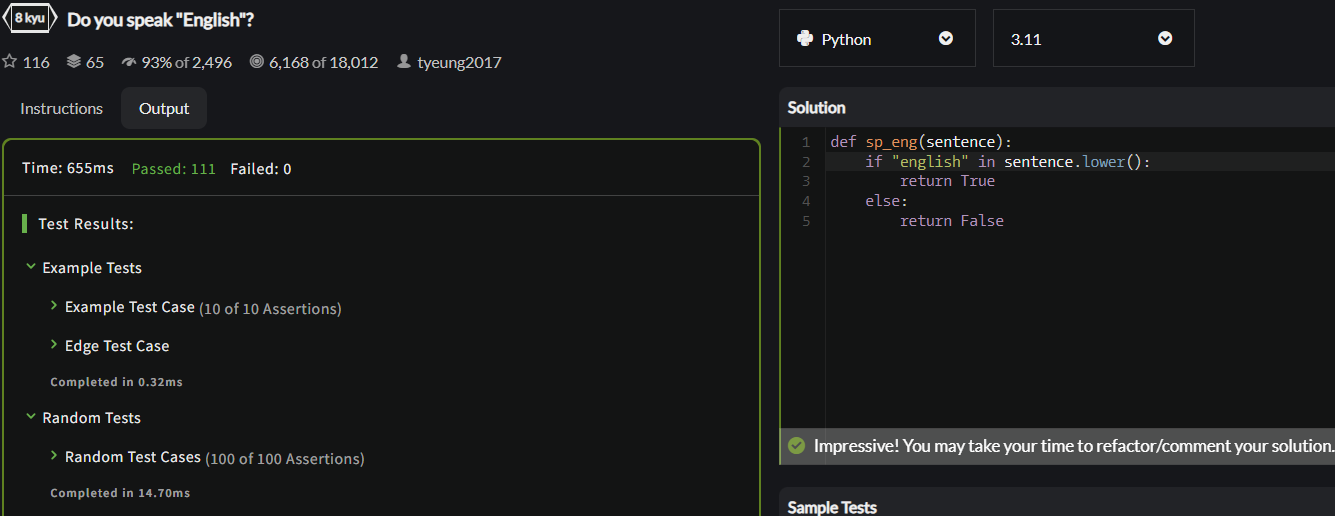 8 kyu Do you speak "English"?
116 65 93% of 2,496 6,168 of 18,012 tyeung2017
Instructions Output
Time: 655ms Passed: 111 Failed: 0
Test Results:
Example Tests
Example Test Case (10 of 10 Assertions)
Edge Test Case
Completed in 0.32ms
Random Tests
Random Test Cases (100 of 100 Assertions)
Completed in 14.70ms
Python 3.11
Solution
1 def sp_eng(sentence):
2     if "english" in sentence.lower():
3         return True
4     else:
5         return False
Impressive! You may take your time to refactor/comment your solution.
Sample Tests